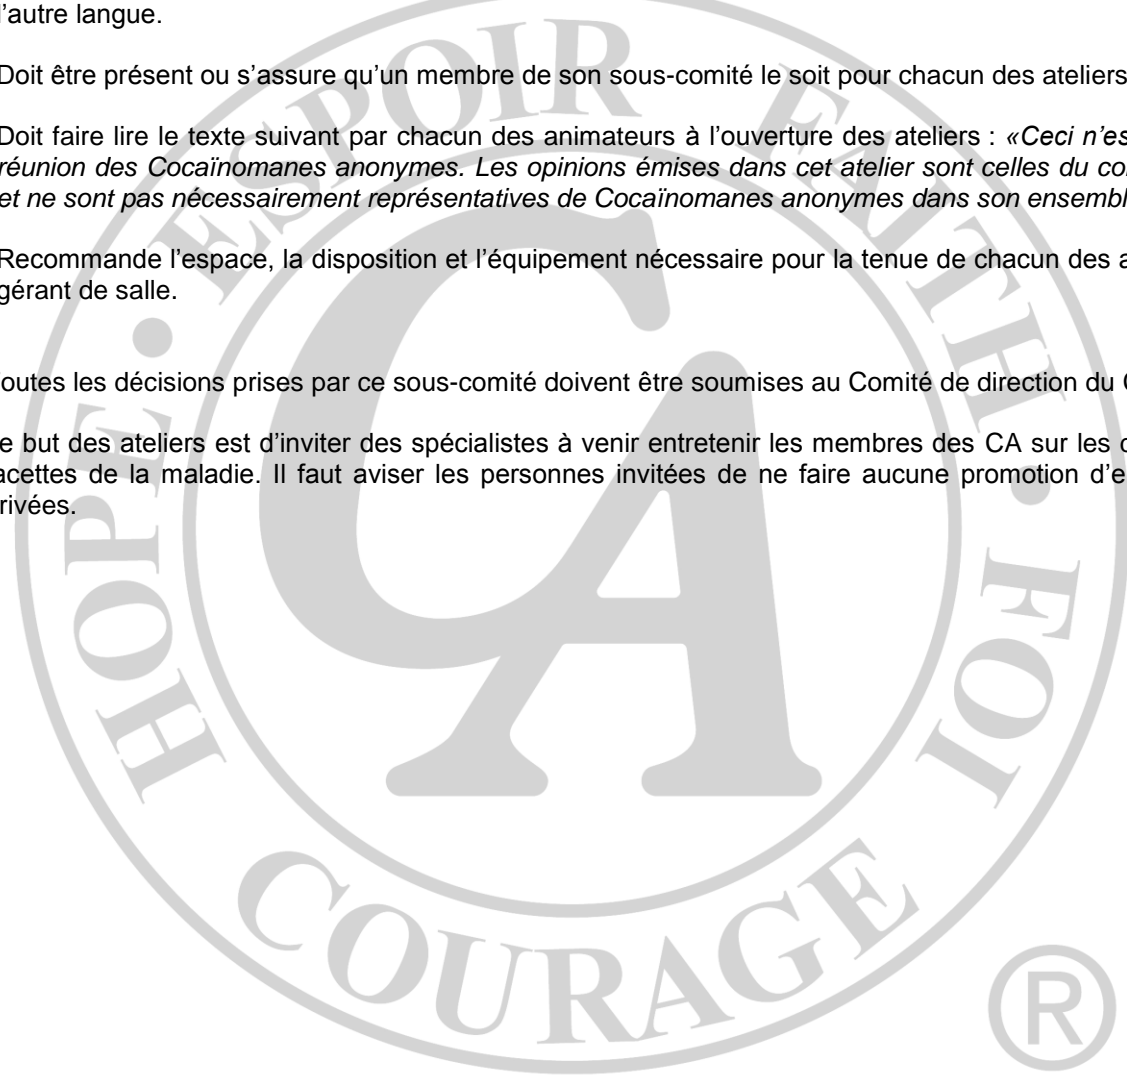 l’autre langue.
Doit être présent ou s’assure qu’un membre de son sous-comité le soit pour chacun des ateliers
Doit faire lire le texte suivant par chacun des animateurs à l’ouverture des ateliers : «Ceci n’es
réunion des Cocaïnomanes anonymes. Les opinions émises dans cet atelier sont celles du co
et ne sont pas nécessairement représentatives de Cocaïnomanes anonymes dans son ensembl
Recommande l’espace, la disposition et l’équipement nécessaire pour la tenue de chacun des a
gérant de salle.
outes les décisions prises par ce sous-comité doivent être soumises au Comité de direction du
e but des ateliers est d’inviter des spécialistes à venir entretenir les membres des CA sur les
acettes de la maladie. Il faut aviser les personnes invitées de ne faire aucune promotion d’e
rivées.
HOPE • ESPOIR FAITH • FOI
CA
COURAGE
®